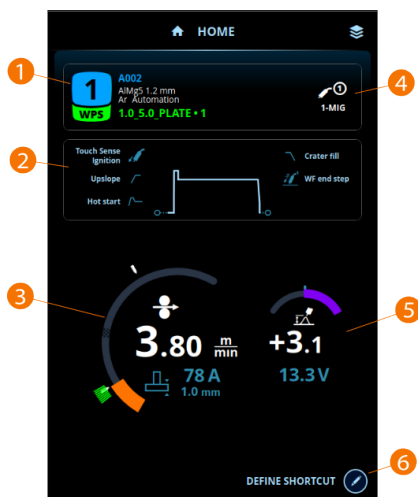 HOME
1
1
WPS
A002
AlMg5 1.2 mm
Ar Automation
1.0_5.0_PLATE • 1
1
1-MIG
4
2
Touch Sense
Ignition
Upslope
Hot start
Crater fill
WF end step
3
3.80 m/min
78 A
1.0 mm
+3.1
13.3 V
5
DEFINE SHORTCUT
6